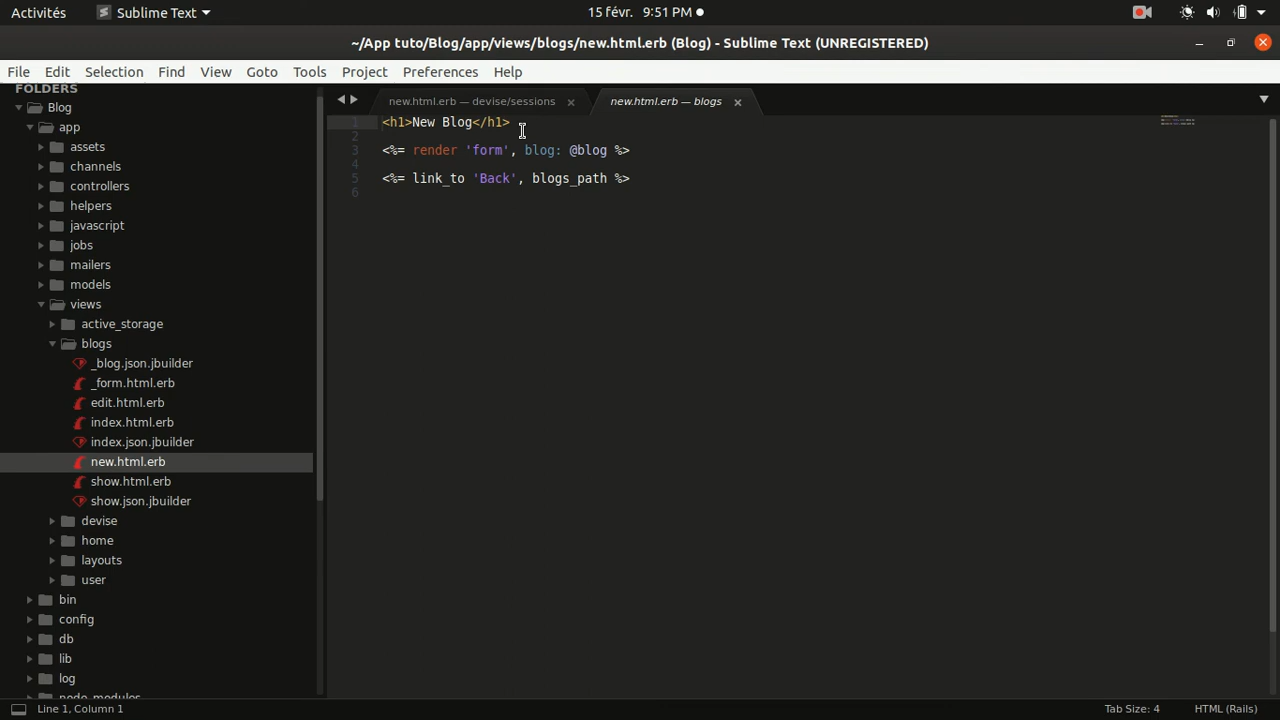 Activités
Sublime Text
15 févr. 9:51 PM
~/App tuto/Blog/app/views/blogs/new.html.erb (Blog) - Sublime Text (UNREGISTERED)
File Edit Selection Find View Goto Tools Project Preferences Help
FOLDERS
Blog
app
assets
channels
controllers
helpers
javascript
jobs
mailers
models
views
active_storage
blogs
_blog.json.jbuilder
_form.html.erb
edit.html.erb
index.html.erb
index.json.jbuilder
new.html.erb
show.html.erb
show.json.jbuilder
devise
home
layouts
user
bin
config
db
lib
log
node_modules
new.html.erb — devise/sessions
new.html.erb — blogs
1 <h1>New Blog</h1>
2
3 <%= render 'form', blog: @blog %>
4
5 <%= link_to 'Back', blogs_path %>
6
Line 1, Column 1
Tab Size: 4
HTML (Rails)